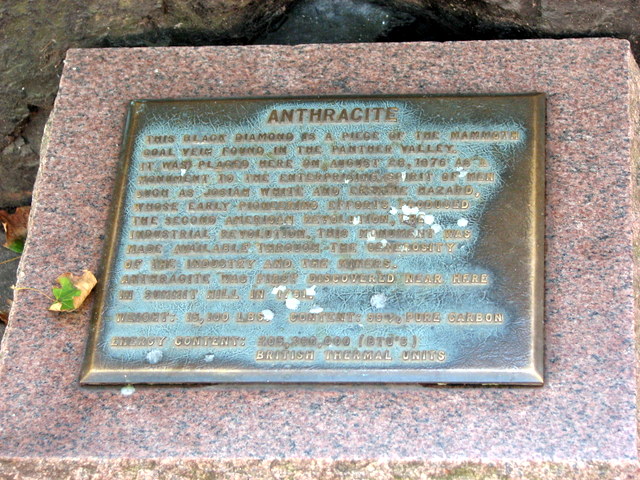 ANTHRACITE
THIS BLACK DIAMOND IS A PIECE OF THE MAMMOTH
COAL VEIN FOUND IN THE PANTHER VALLEY.
IT WAS PLACED HERE ON AUGUST 28, 1976 AS A
MONUMENT TO THE ENTERPRISING SPIRIT OF MEN
SUCH AS JOSIAH WHITE AND ERSKINE HAZARD,
THOSE EARLY PIONEERING EFFORTS
THE SECOND AMERICAN REVOLUTION
INDUSTRIAL REVOLUTION, THIS MONUMENT WAS
MADE AVAILABLE THROUGH THE GENEROSITY
OF THE INDUSTRY AND THE MINERS.
ANTHRACITE WAS FIRST DISCOVERED NEAR HERE
IN SUMMIT HILL IN
WEIGHT: LBS. CONTENT: PURE CARBON
ENERGY CONTENT: (BTU'S)
BRITISH THERMAL UNITS